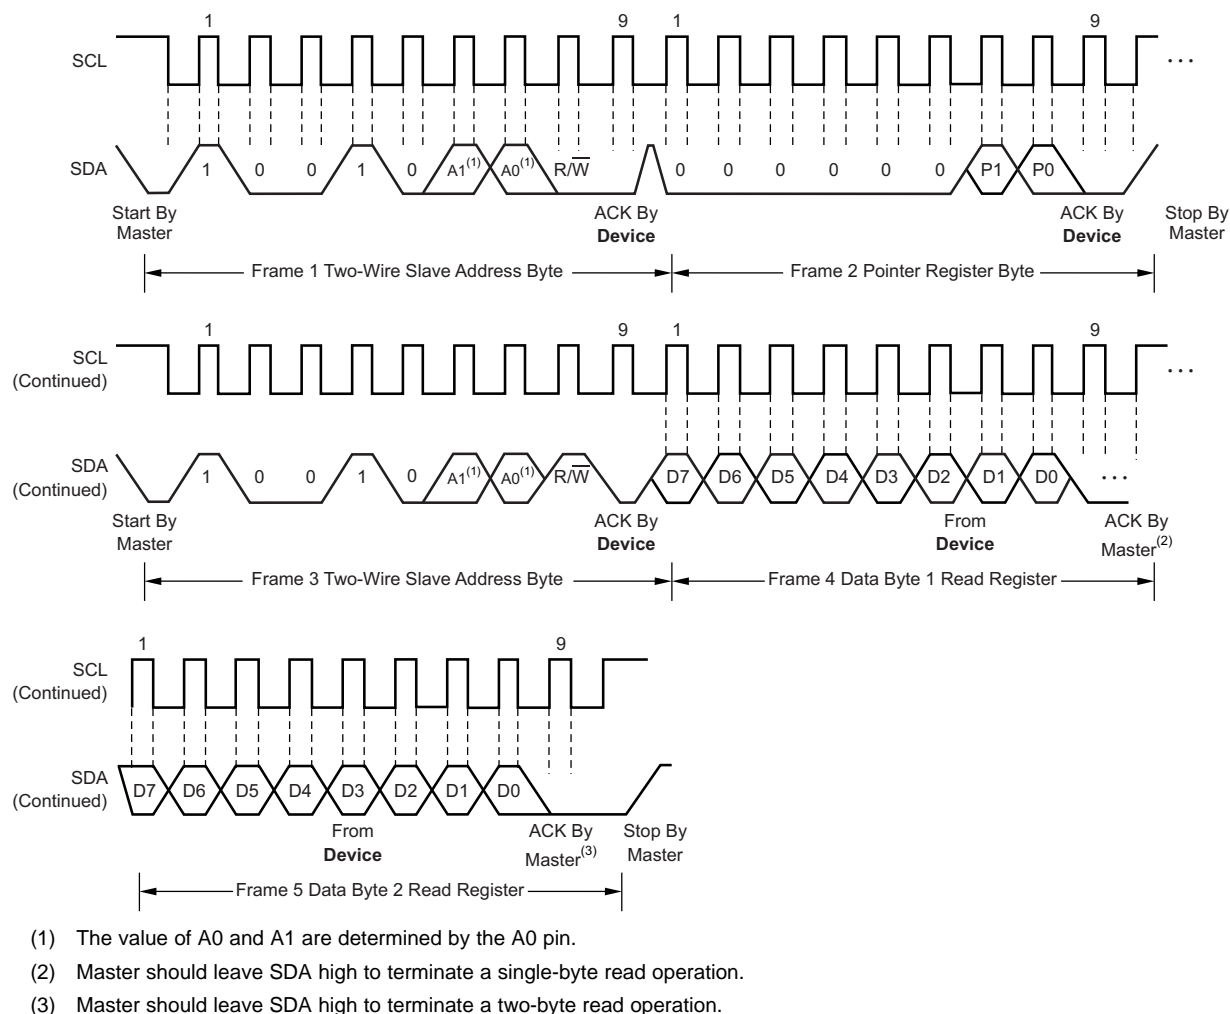 1 9 1 9
SCL ...
SDA 1 0 0 1 0 A1(1) A0(1) R/W̅ 0 0 0 0 0 0 P1 P0
Start By Master
ACK By Device
ACK By Device
Stop By Master
Frame 1 Two-Wire Slave Address Byte
Frame 2 Pointer Register Byte
1 9 1 9
SCL (Continued) ...
SDA (Continued) 1 0 0 1 0 A1(1) A0(1) R/W̅ D7 D6 D5 D4 D3 D2 D1 D0 ...
Start By Master
ACK By Device
From Device
ACK By Master(2)
Frame 3 Two-Wire Slave Address Byte
Frame 4 Data Byte 1 Read Register
1 9
SCL (Continued)
SDA (Continued) D7 D6 D5 D4 D3 D2 D1 D0
From Device
ACK By Master(3)
Stop By Master
Frame 5 Data Byte 2 Read Register
(1) The value of A0 and A1 are determined by the A0 pin.
(2) Master should leave SDA high to terminate a single-byte read operation.
(3) Master should leave SDA high to terminate a two-byte read operation.